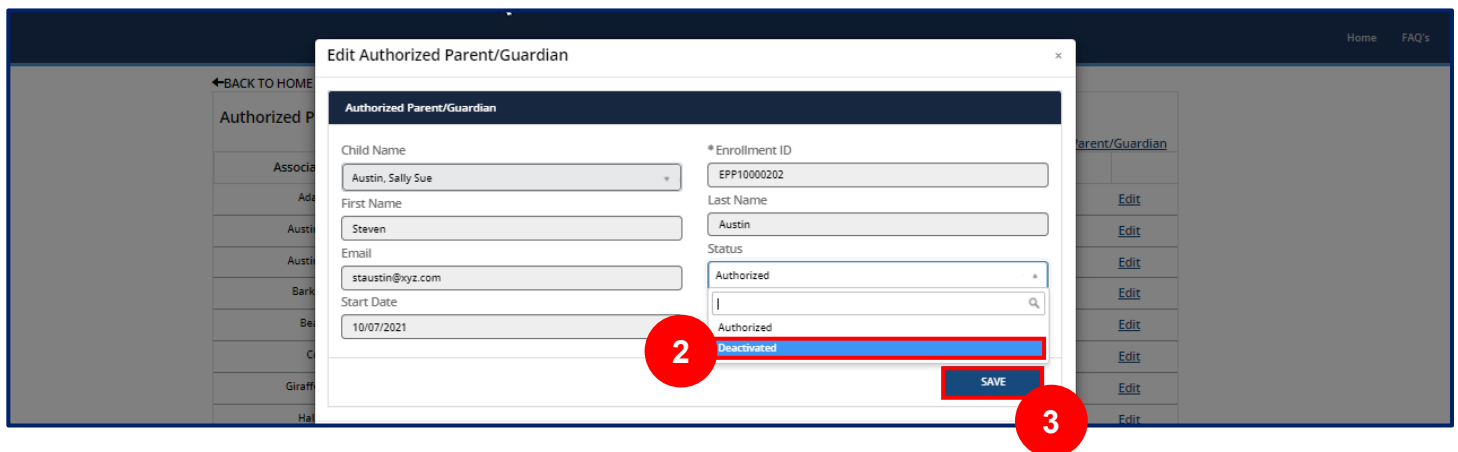 Home FAQ's
Edit Authorized Parent/Guardian ×
BACK TO HOME
Authorized P
Parent/Guardian
Associa
Ada Edit
Austi Edit
Austi Edit
Bark Edit
Bea Edit
C Edit
Giraff Edit
Hal Edit
Authorized Parent/Guardian
Child Name *Enrollment ID
Austin, Sally Sue EPP10000202
First Name Last Name
Steven Austin
Email Status
staustin@xyz.com Authorized
Start Date
10/07/2021 Authorized
2 Deactivated
SAVE
3